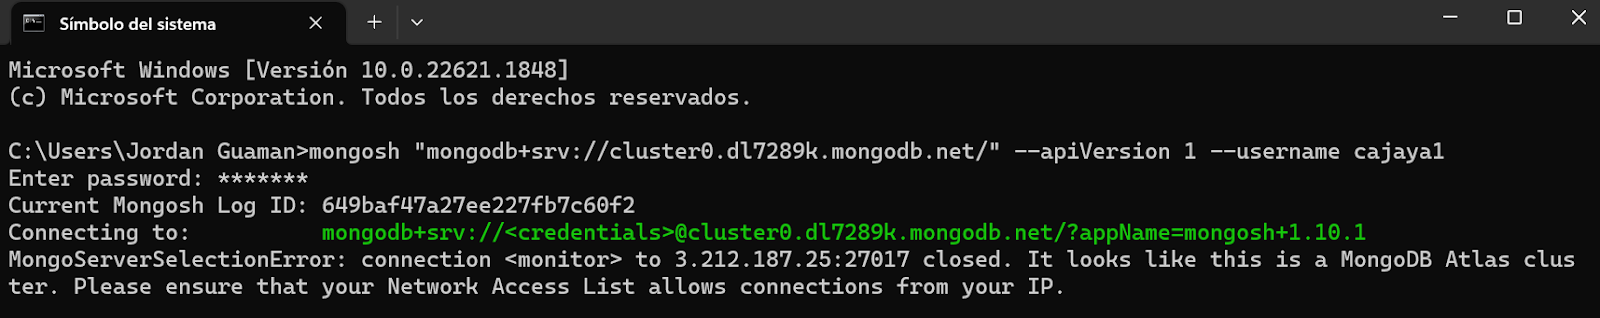 Símbolo del sistema
Microsoft Windows [Versión 10.0.22621.1848]
(c) Microsoft Corporation. Todos los derechos reservados.
C:\Users\Jordan Guaman>mongosh "mongodb+srv://cluster0.dl7289k.mongodb.net/" --apiVersion 1 --username cajaya1
Enter password: *******
Current Mongosh Log ID: 649baf47a27ee227fb7c60f2
Connecting to: mongodb+srv://<credentials>@cluster0.dl7289k.mongodb.net/?appName=mongosh+1.10.1
MongoServerSelectionError: connection <monitor> to 3.212.187.25:27017 closed. It looks like this is a MongoDB Atlas clus
ter. Please ensure that your Network Access List allows connections from your IP.